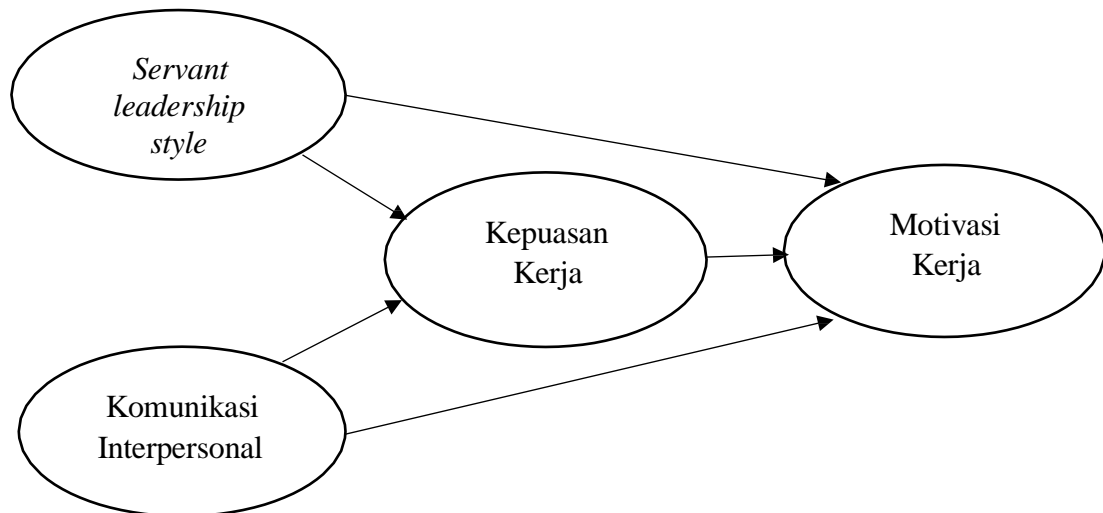 Servant
leadership
style
Kepuasan
Kerja
Motivasi
Kerja
Komunikasi
Interpersonal